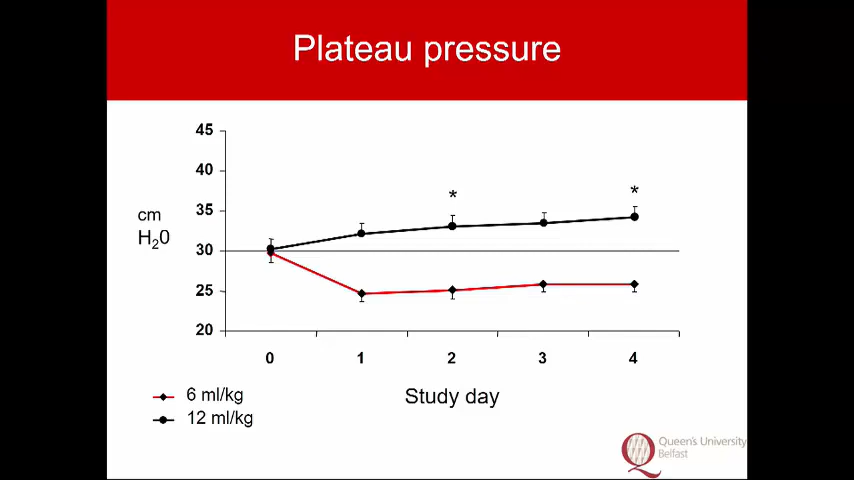 Plateau pressure
45
40
35
30
25
20
cm
H₂0
*
*
0 1 2 3 4
Study day
6 ml/kg
12 ml/kg
Queen's University
Belfast